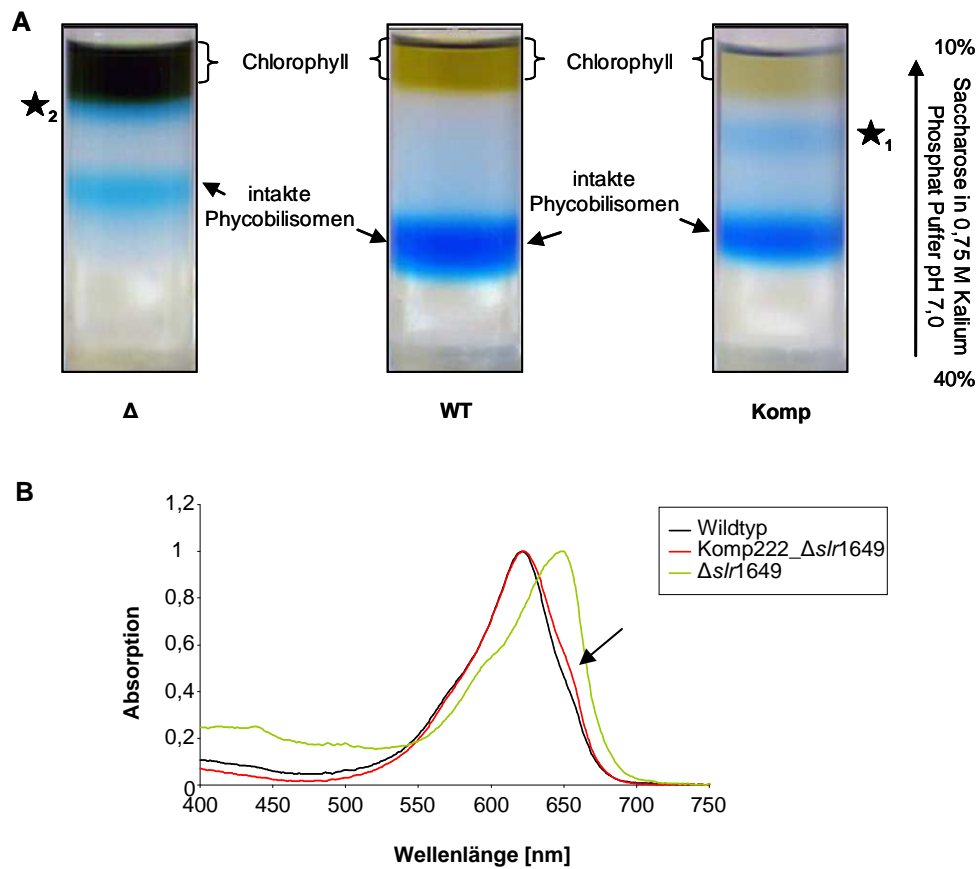 A
Chlorophyll
Chlorophyll
10%
★2
★1
intakte
Phycobilisomen
intakte
Phycobilisomen
Saccharose in 0,75 M Kalium
Phosphat Puffer pH 7,0
40%
Δ
WT
Komp
B
1,2
1
0,8
0,6
0,4
0,2
0
Absorption
Wildtyp
Komp222_Δslr1649
Δslr1649
400
450
500
550
600
650
700
750
Wellenlänge [nm]